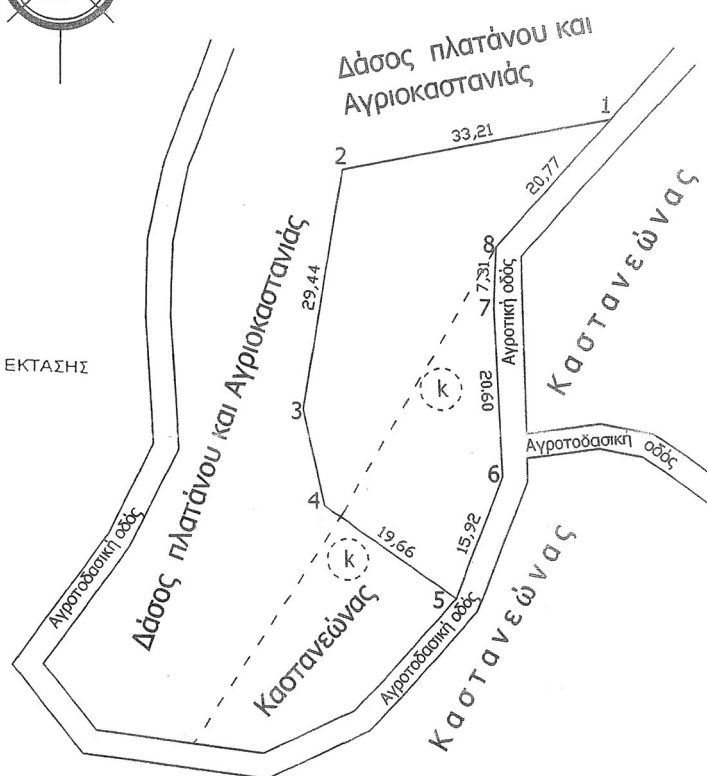 Δάσος πλατάνου και
Αγριοκαστανιάς
1
33,21
2
20,77
Καστανεώνας
8
7,31
Αγροτική οδός
7
29,44
Δάσος πλατάνου και Αγριοκαστανιάς
ΕΚΤΑΣΗΣ
k
20.60
3
Αγροτοδασική οδός
6
4
15,92
19,66
k
Αγροτοδασική οδός
5
Καστανεώνας
Αγροτοδασική οδός
Καστανεώνας